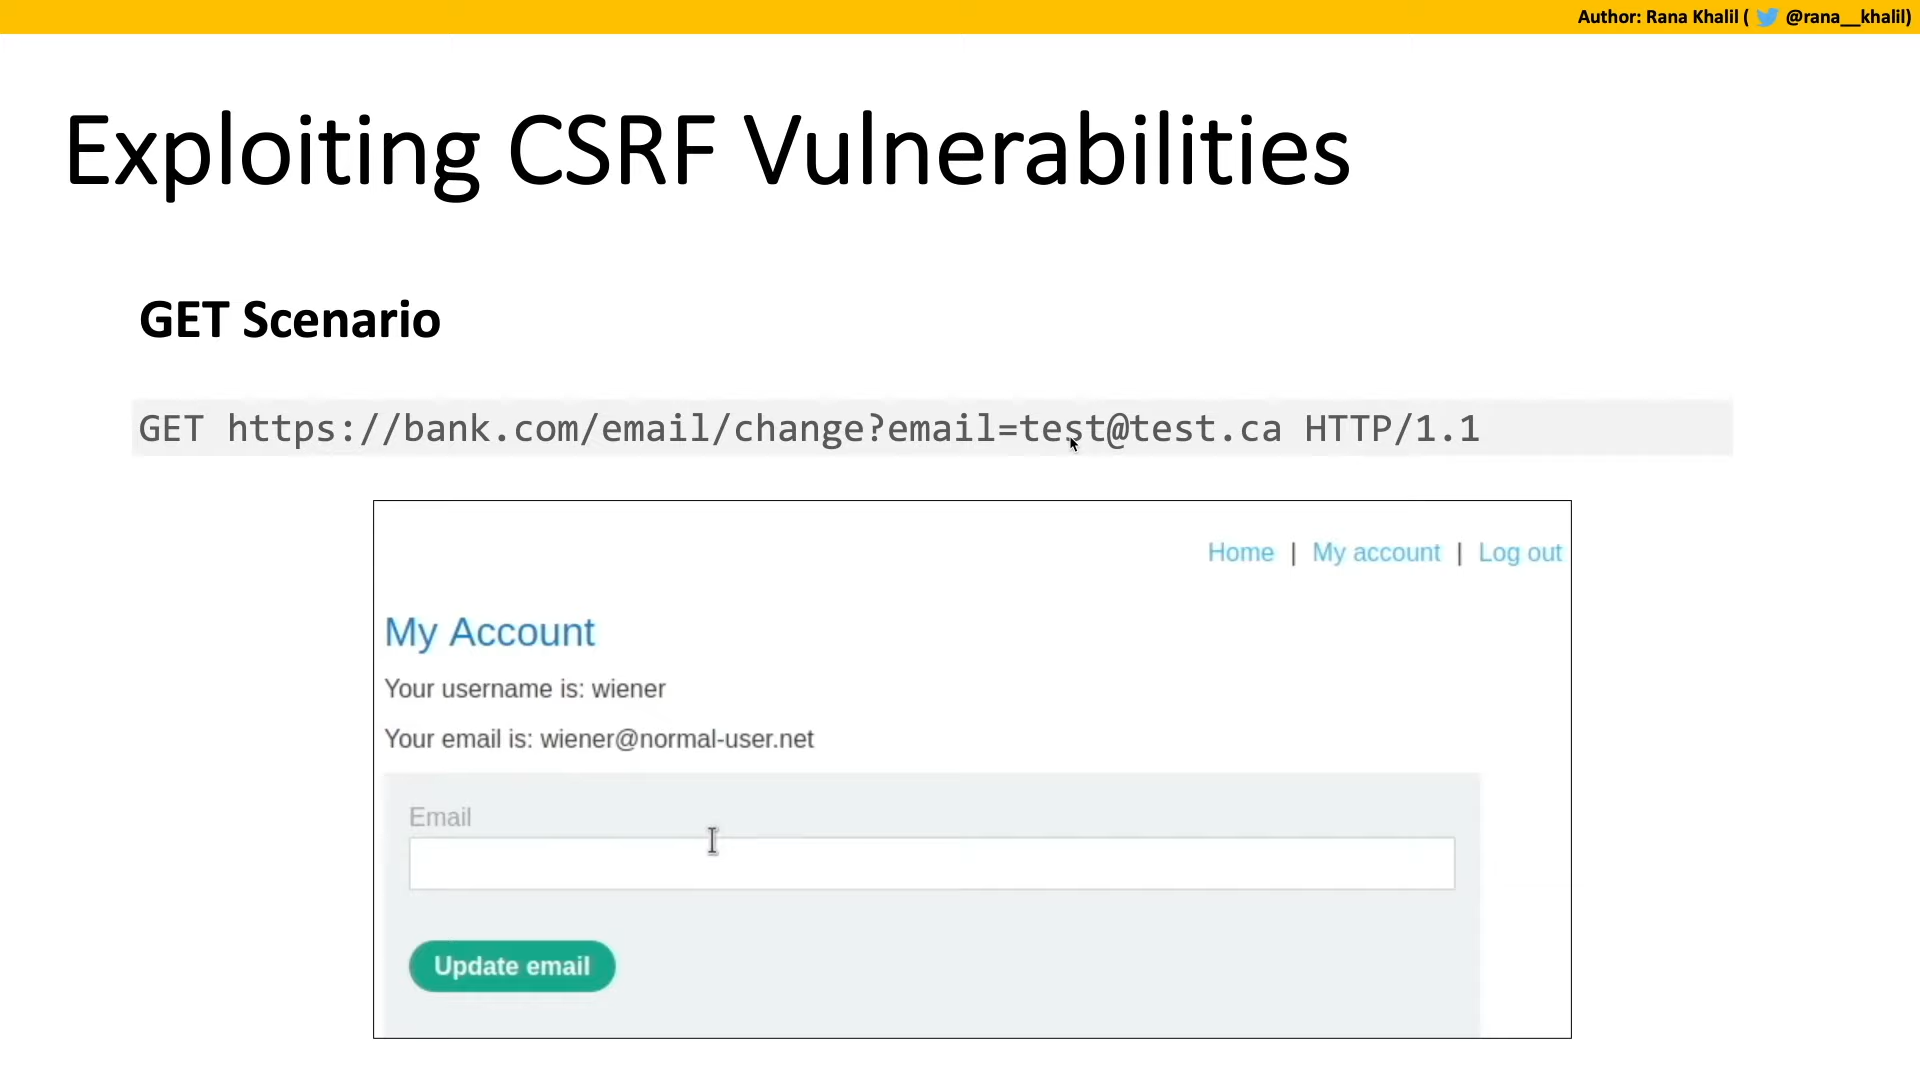 Author: Rana Khalil ( @rana__khalil)
Exploiting CSRF Vulnerabilities
GET Scenario
GET https://bank.com/email/change?email=test@test.ca HTTP/1.1
Home | My account | Log out
My Account
Your username is: wiener
Your email is: wiener@normal-user.net
Email
Update email